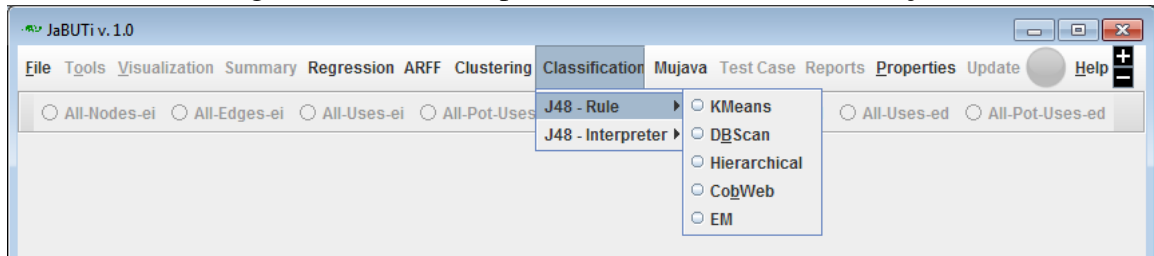 JaBUTi v. 1.0
File Tools Visualization Summary Regression ARFF Clustering Classification Mujava Test Case Reports Properties Update Help
All-Nodes-ei All-Edges-ei All-Uses-ei All-Pot-Uses All-Uses-ed All-Pot-Uses-ed
J48 - Rule
J48 - Interpreter
KMeans
DBScan
Hierarchical
CobWeb
EM